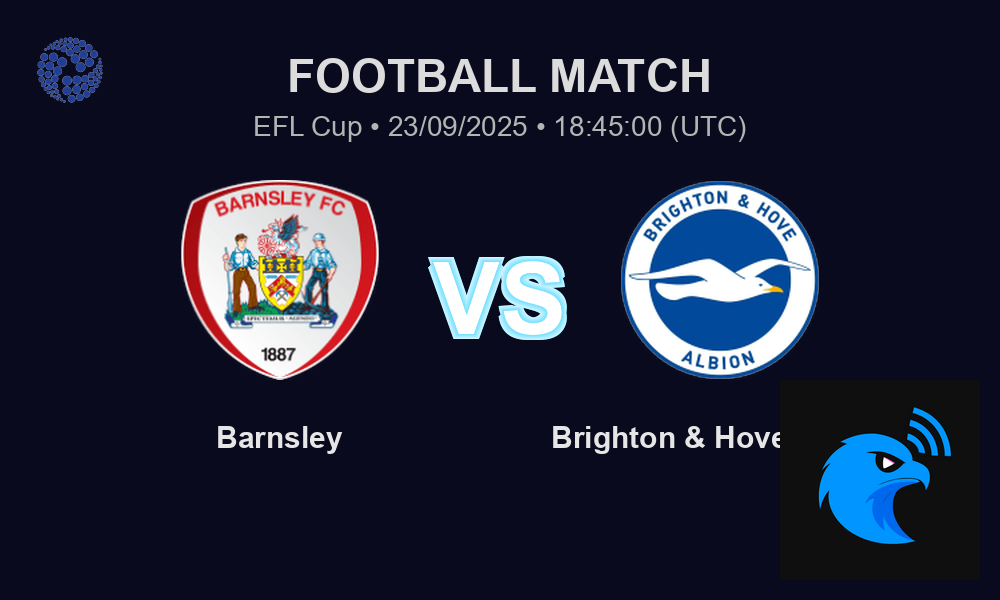 FOOTBALL MATCH
EFL Cup • 23/09/2025 • 18:45:00 (UTC)
BARNSLEY FC
1887
BRIGHTON & HOVE
ALBION
VS
Barnsley
Brighton & Hove